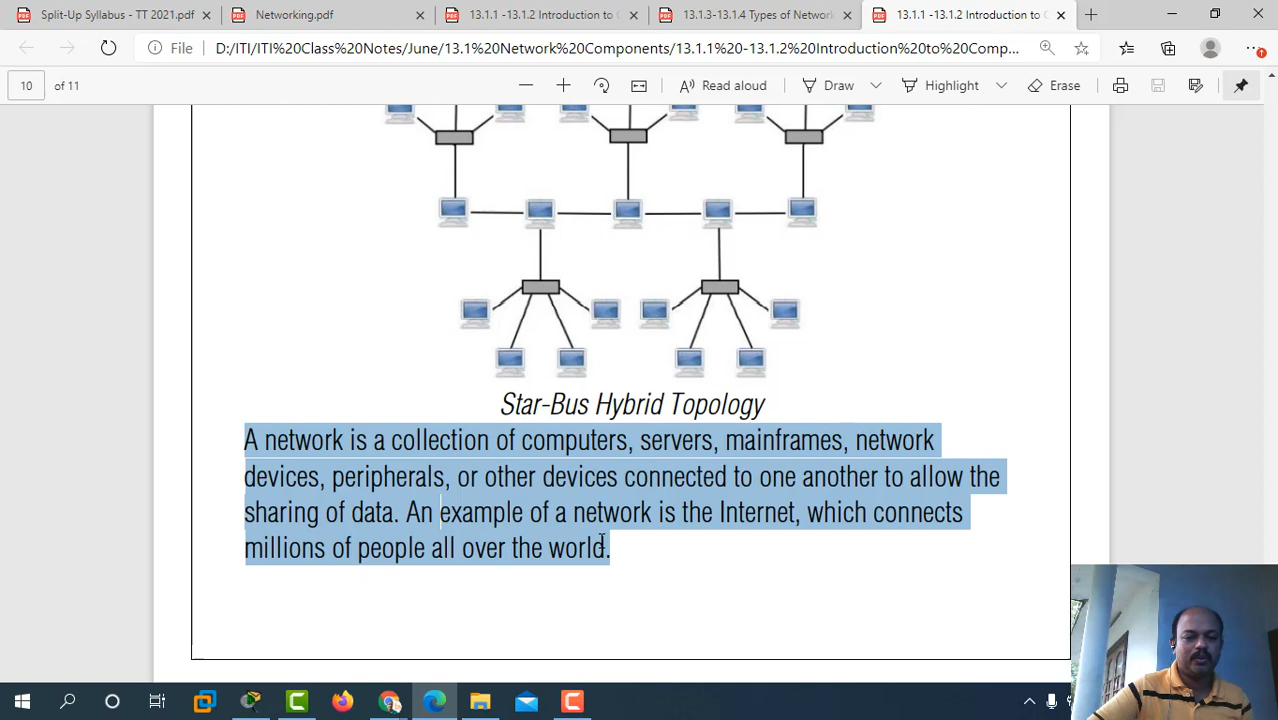 Split-Up Syllabus - TT 2021.pdf
Networking.pdf
13.1.1 -13.1.2 Introduction to C
13.1.3-13.1.4 Types of Network
13.1.1 -13.1.2 Introduction to C
File
D:/ITI/ITI%20Class%20Notes/June/13.1%20Network%20Components/13.1.1%20-13.1.2%20Introduction%20to%20Comp...
10 of 11
Read aloud
Draw
Highlight
Erase
Star-Bus Hybrid Topology
A network is a collection of computers, servers, mainframes, network
devices, peripherals, or other devices connected to one another to allow the
sharing of data. An example of a network is the Internet, which connects
millions of people all over the world.